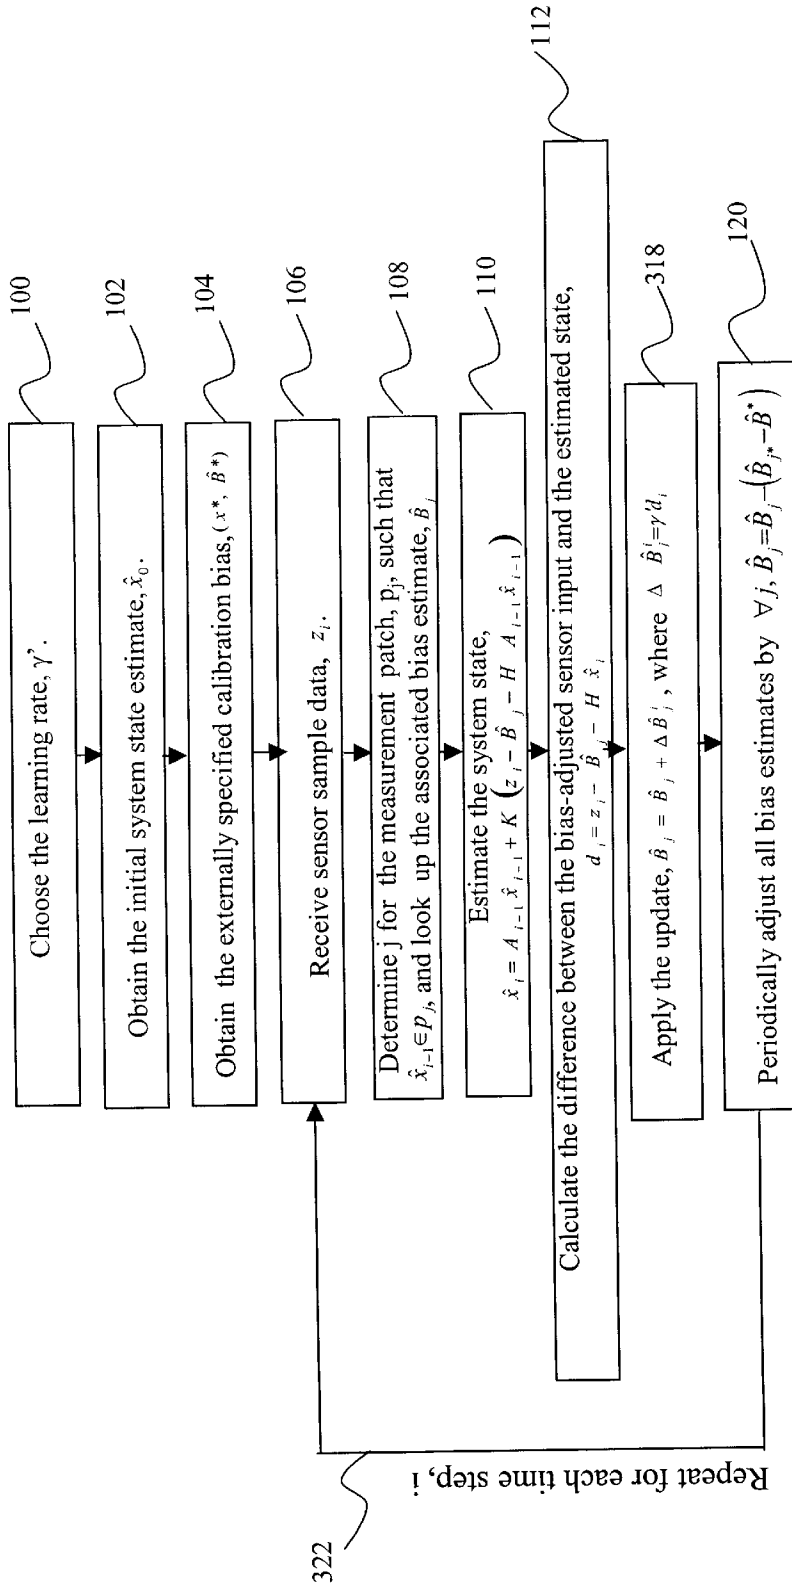 Choose the learning rate, γ’.
100
Obtain the initial system state estimate, x̂₀.
102
Obtain the externally specified calibration bias, (x*, B̂*)
104
Receive sensor sample data, zᵢ.
106
Determine j for the measurement patch, pⱼ, such that
x̂ᵢ₋₁∈pⱼ, and look up the associated bias estimate, B̂ⱼ
108
Estimate the system state,
x̂ᵢ = Aᵢ₋₁ x̂ᵢ₋₁ + K (zᵢ − B̂ⱼ − H Aᵢ₋₁ x̂ᵢ₋₁)
110
Calculate the difference between the bias-adjusted sensor input and the estimated state,
dᵢ = zᵢ − B̂ⱼ − H x̂ᵢ
112
Apply the update, B̂ⱼ = B̂ⱼ + ΔB̂ⱼⁱ, where Δ B̂ⱼⁱ=γ'dᵢ
318
Periodically adjust all bias estimates by ∀j, B̂ⱼ=B̂ⱼ−(B̂ⱼ*−B̂*)
120
Repeat for each time step, i
322